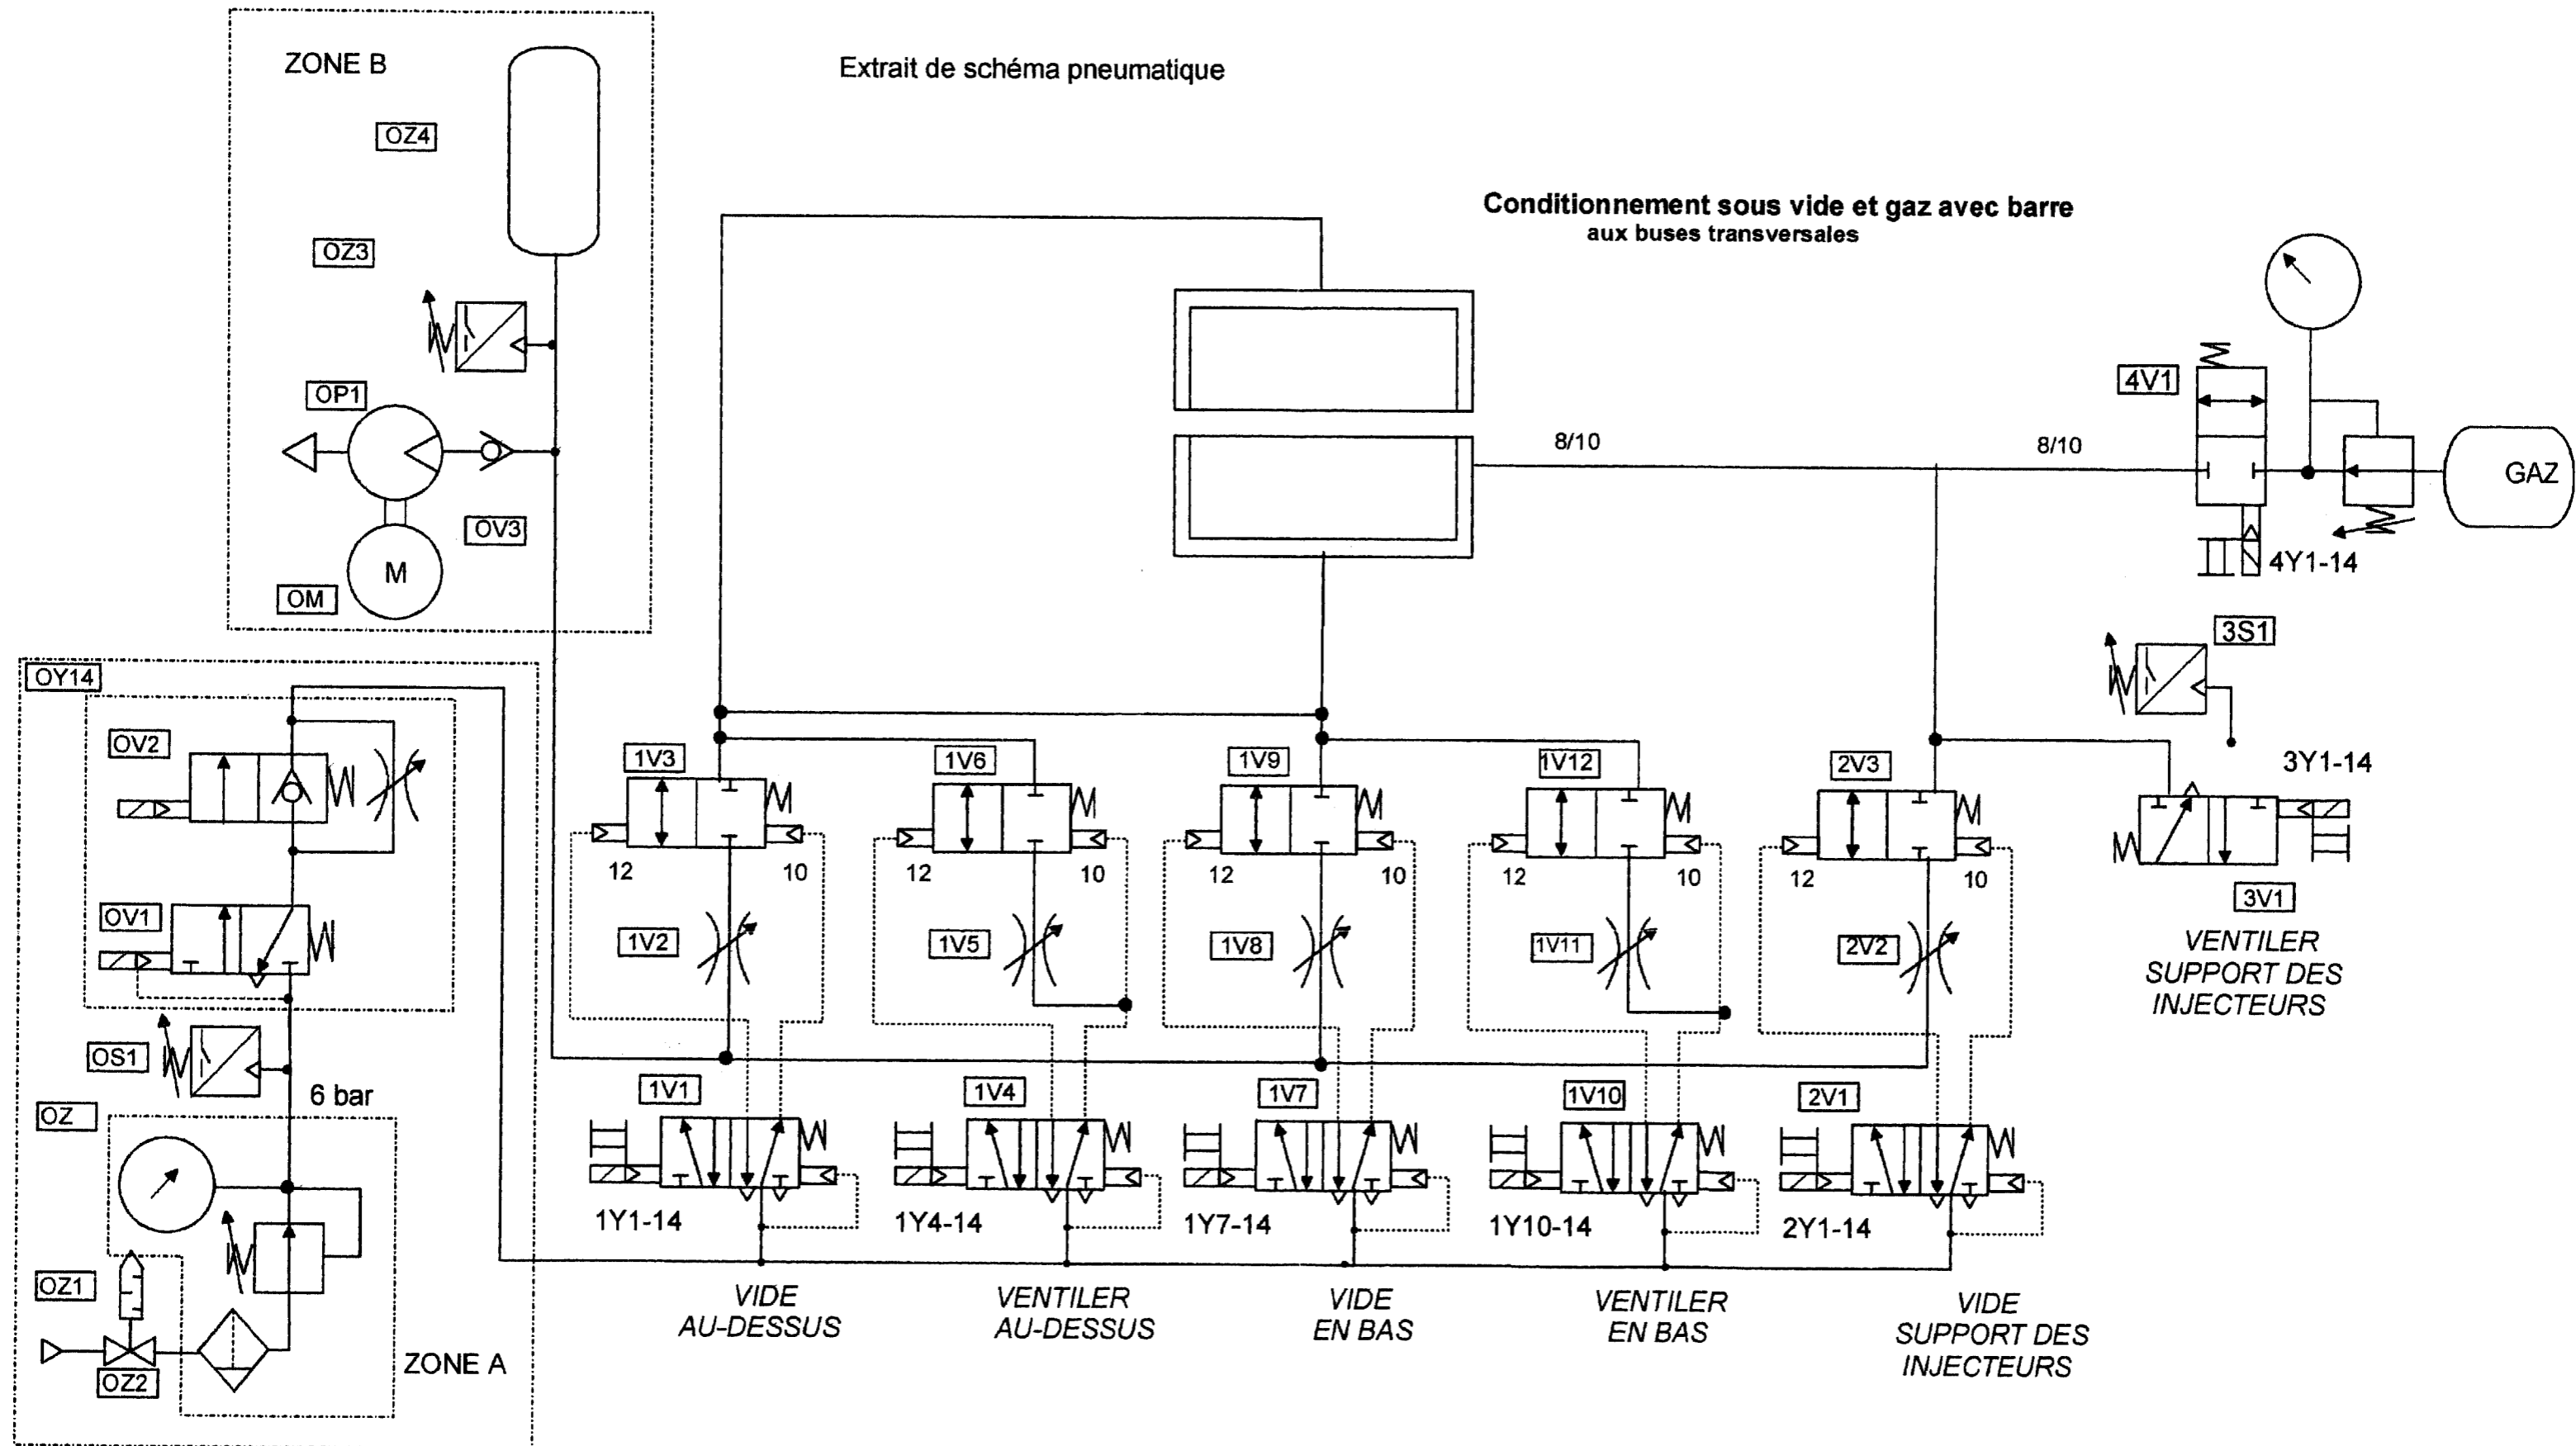 Extrait de schéma pneumatique
ZONE B
OZ4
OZ3
OP1
OV3
M
OM
Conditionnement sous vide et gaz avec barre
aux buses transversales
8/10
8/10
4V1
GAZ
4Y1-14
3S1
3Y1-14
3V1
VENTILER
SUPPORT DES
INJECTEURS
OY14
OV2
OV1
OS1
6 bar
OZ
OZ1
OZ2
ZONE A
1V3
1V6
1V9
1V12
2V3
12
10
12
10
12
10
12
10
12
10
1V2
1V5
1V8
1V11
2V2
1V1
1V4
1V7
1V10
2V1
1Y1-14
1Y4-14
1Y7-14
1Y10-14
2Y1-14
VIDE
AU-DESSUS
VENTILER
AU-DESSUS
VIDE
EN BAS
VENTILER
EN BAS
VIDE
SUPPORT DES
INJECTEURS